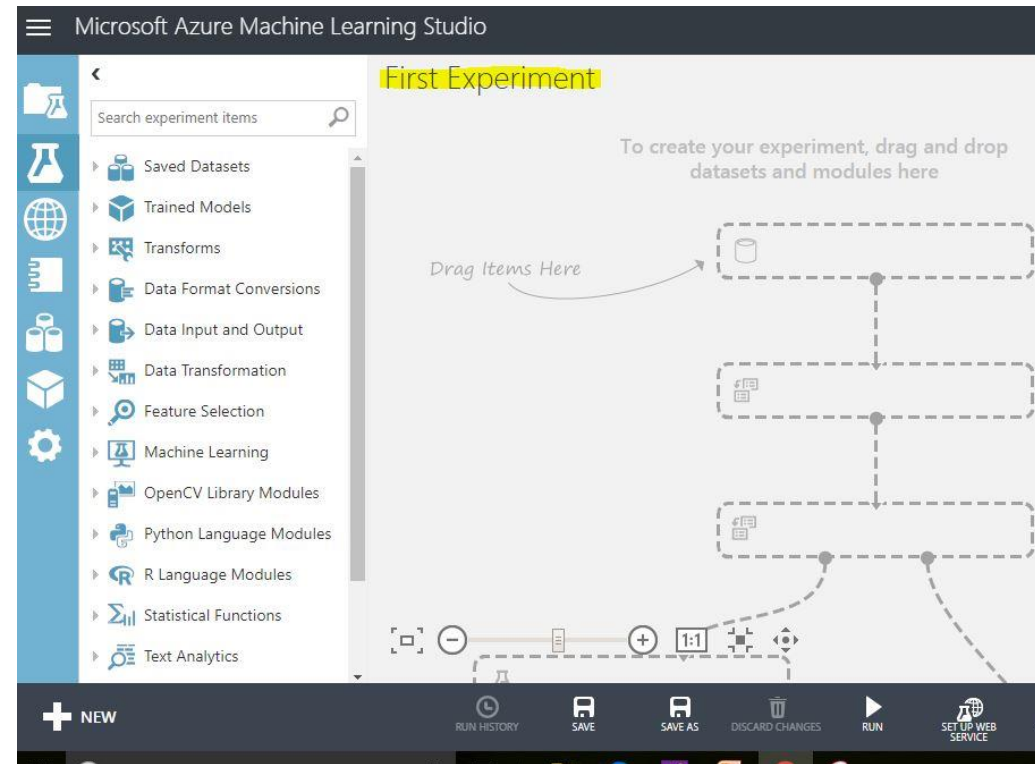 Microsoft Azure Machine Learning Studio
First Experiment
Search experiment items
Saved Datasets
Trained Models
Transforms
Data Format Conversions
Data Input and Output
Data Transformation
Feature Selection
Machine Learning
OpenCV Library Modules
Python Language Modules
R Language Modules
Statistical Functions
Text Analytics
To create your experiment, drag and drop
datasets and modules here
Drag Items Here
1:1
NEW
RUN HISTORY
SAVE
SAVE AS
DISCARD CHANGES
RUN
SET UP WEB
SERVICE